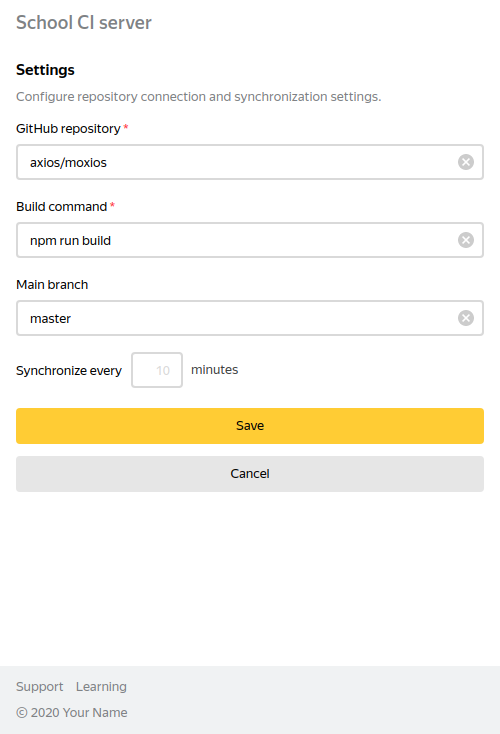 School CI server
Settings
Configure repository connection and synchronization settings.
GitHub repository *
axios/moxios
Build command *
npm run build
Main branch
master
Synchronize every 10 minutes
Save
Cancel
Support Learning
© 2020 Your Name